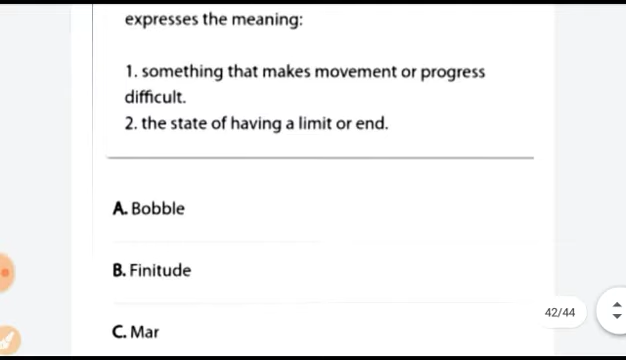 expresses the meaning:
1. something that makes movement or progress
difficult.
2. the state of having a limit or end.
A. Bobble
B. Finitude
42/44
C. Mar